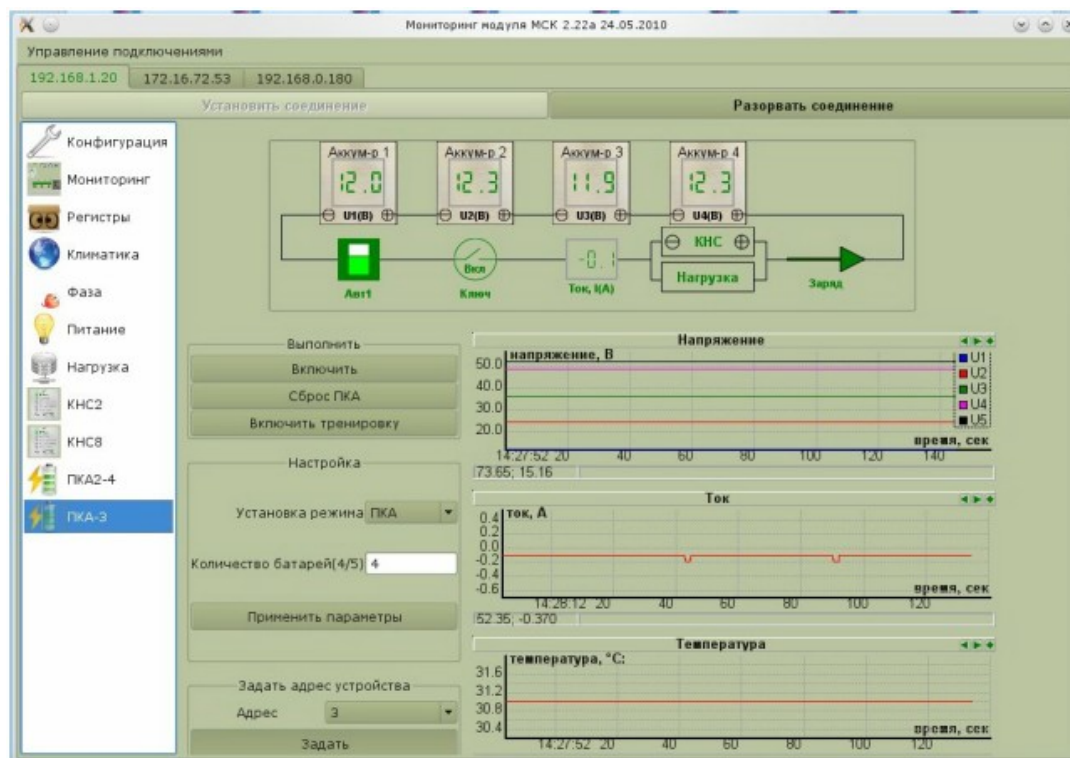 Мониторинг модуля МСК 2.22а 24.05.2010
Управление подключениями
192.168.1.20 172.16.72.53 192.168.0.180
Установить соединение Разорвать соединение
Конфигурация
Мониторинг
Регистры
Климатика
Фаза
Питание
Нагрузка
КНС2
КНС8
ПКА2-4
ПКА-3
Аккум-р 1 Аккум-р 2 Аккум-р 3 Аккум-р 4
12.0 12.3 11.9 12.3
U1(В) U2(В) U3(В) U4(В)
КНС
Вкл -0.1
Нагрузка
Авт1 Ключ Ток, I(A) Заряд
Выполнить
Включить
Сброс ПКА
Включить тренировку
Настройка
Установка режима ПКА
Количество батарей(4/5) 4
Применить параметры
Задать адрес устройства
Адрес 3
Задать
Напряжение
напряжение, В
50.0
40.0
30.0
20.0
U1
U2
U3
U4
U5
время, сек
14:27:52 20 40 60 80 100 120 140
73.65; 15.16
Ток
ток, А
0.4
0.2
0.0
-0.2
-0.4
-0.6
время, сек
14:28:12 20 40 60 80 100 120
52.35; -0.370
Температура
температура, °C:
31.6
31.2
30.8
30.4
время, сек
14:27:52 20 40 60 80 100 120